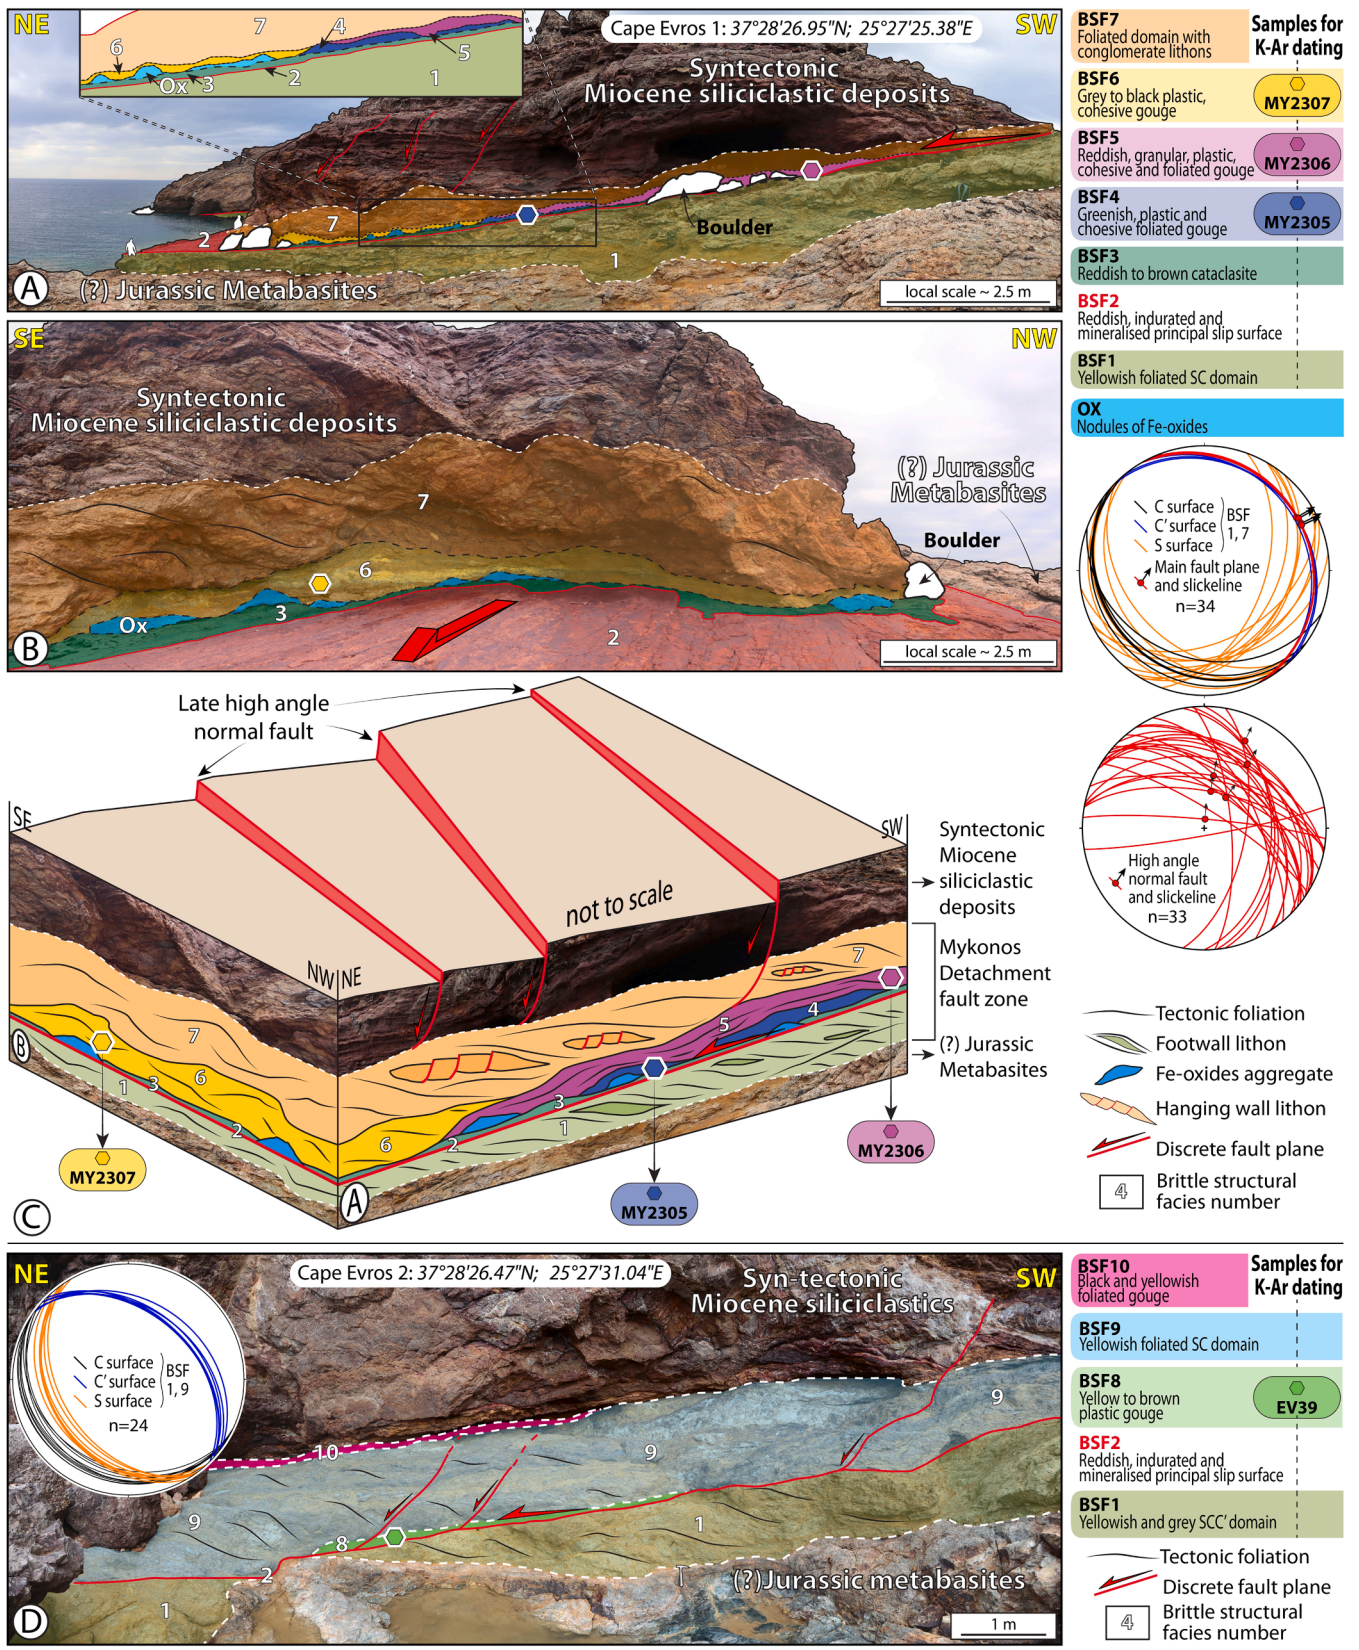 NE
Cape Evros 1: 37°28'26.95"N; 25°27'25.38"E
SW
Syntectonic
Miocene siliciclastic deposits
6
7
4
5
Ox
3
2
1
2
7
Boulder
1
A
(?) Jurassic Metabasites
local scale ~ 2.5 m
SE
NW
Syntectonic
Miocene siliciclastic deposits
7
(?) Jurassic
Metabasites
Boulder
6
Ox
3
2
B
local scale ~ 2.5 m
BSF7
Foliated domain with
conglomerate lithons
Samples for
K-Ar dating
BSF6
Grey to black plastic,
cohesive gouge
MY2307
BSF5
Reddish, granular, plastic,
cohesive and foliated gouge
MY2306
BSF4
Greenish, plastic and
choesive foliated gouge
MY2305
BSF3
Reddish to brown cataclasite
BSF2
Reddish, indurated and
mineralised principal slip surface
BSF1
Yellowish foliated SC domain
OX
Nodules of Fe-oxides
C surface
C' surface
S surface
BSF
1, 7
Main fault plane
and slickeline
n=34
High angle
normal fault
and slickeline
n=33
Late high angle
normal fault
SE
SW
NW
NE
not to scale
Syntectonic
Miocene
siliciclastic
deposits
Mykonos
Detachment
fault zone
(?) Jurassic
Metabasites
7
6
1
3
2
B
7
5
4
3
1
6
2
A
MY2307
MY2305
MY2306
C
Tectonic foliation
Footwall lithon
Fe-oxides aggregate
Hanging wall lithon
Discrete fault plane
4
Brittle structural
facies number
NE
Cape Evros 2: 37°28'26.47"N; 25°27'31.04"E
SW
Syn-tectonic
Miocene siliciclastics
C surface
C' surface
S surface
BSF
1, 9
n=24
10
9
9
9
8
1
2
1
T
(?)Jurassic metabasites
D
1 m
BSF10
Black and yellowish
foliated gouge
Samples for
K-Ar dating
BSF9
Yellowish foliated SC domain
BSF8
Yellow to brown
plastic gouge
EV39
BSF2
Reddish, indurated and
mineralised principal slip surface
BSF1
Yellowish and grey SCC' domain
Tectonic foliation
Discrete fault plane
4
Brittle structural
facies number